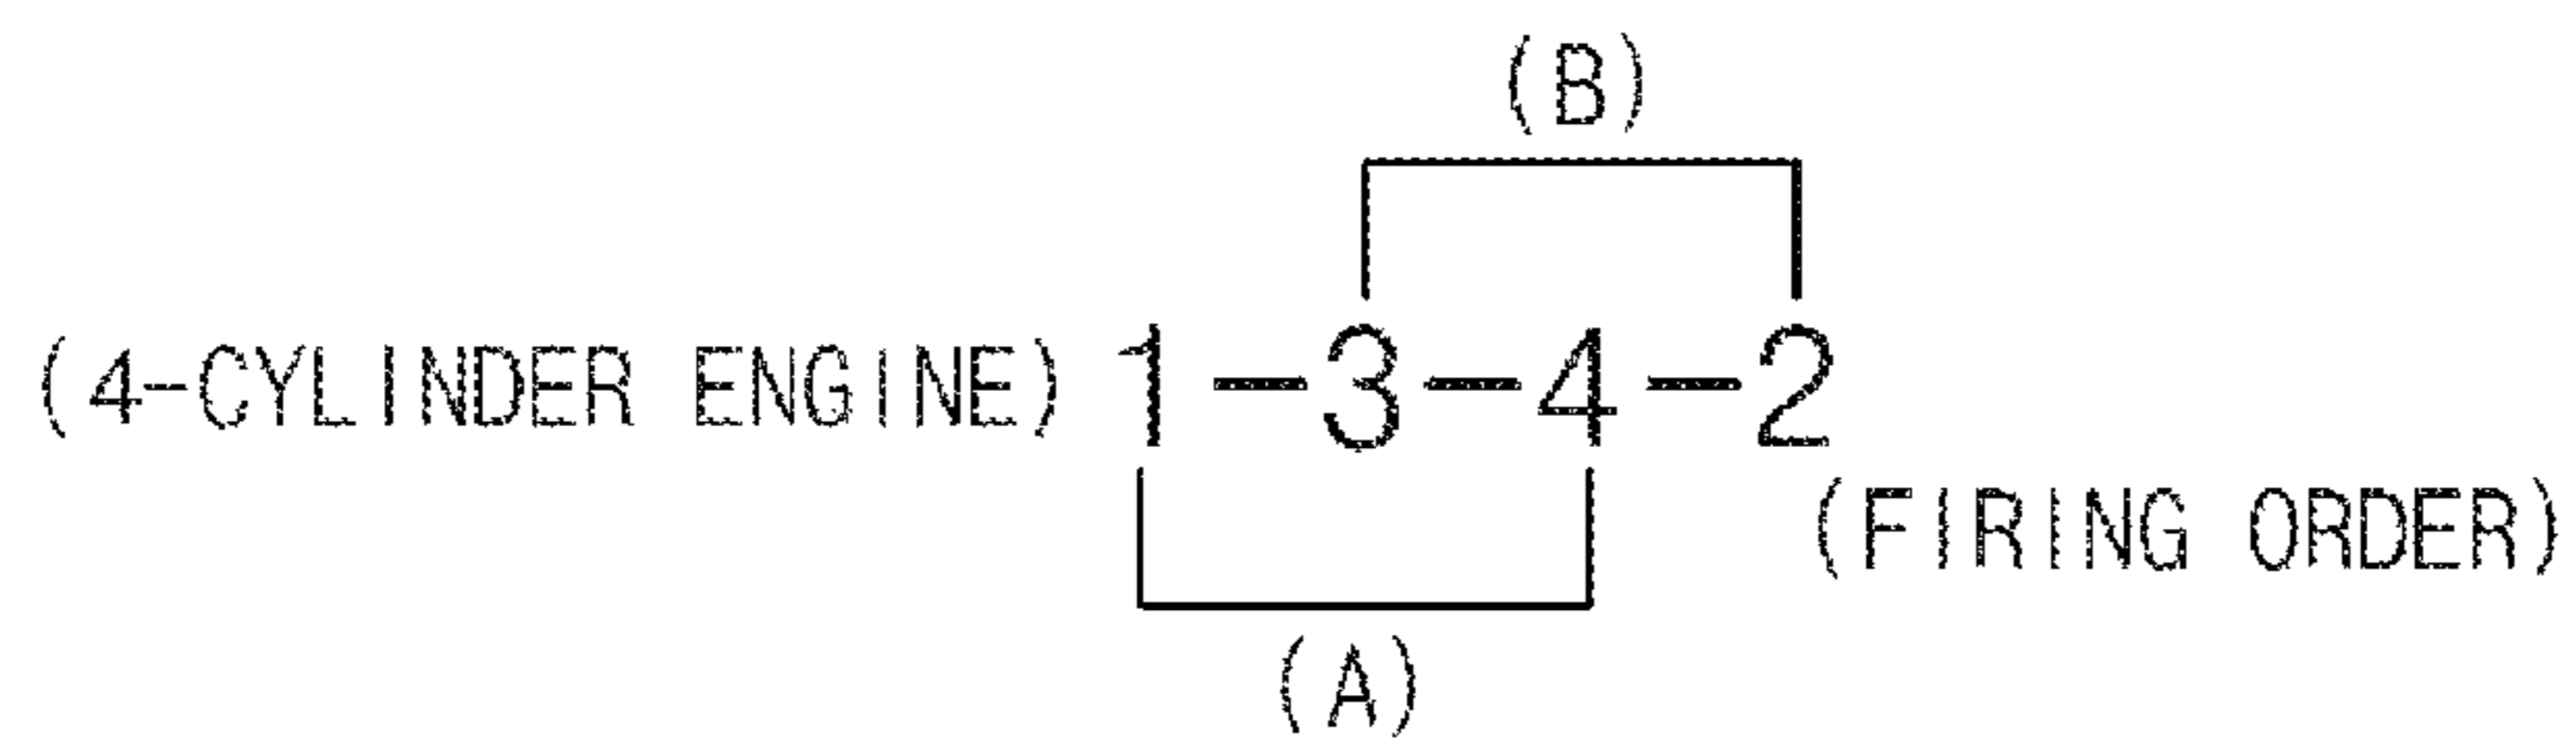 (B)
(4-CYLINDER ENGINE) 1-3-4-2
(FIRING ORDER)
(A)